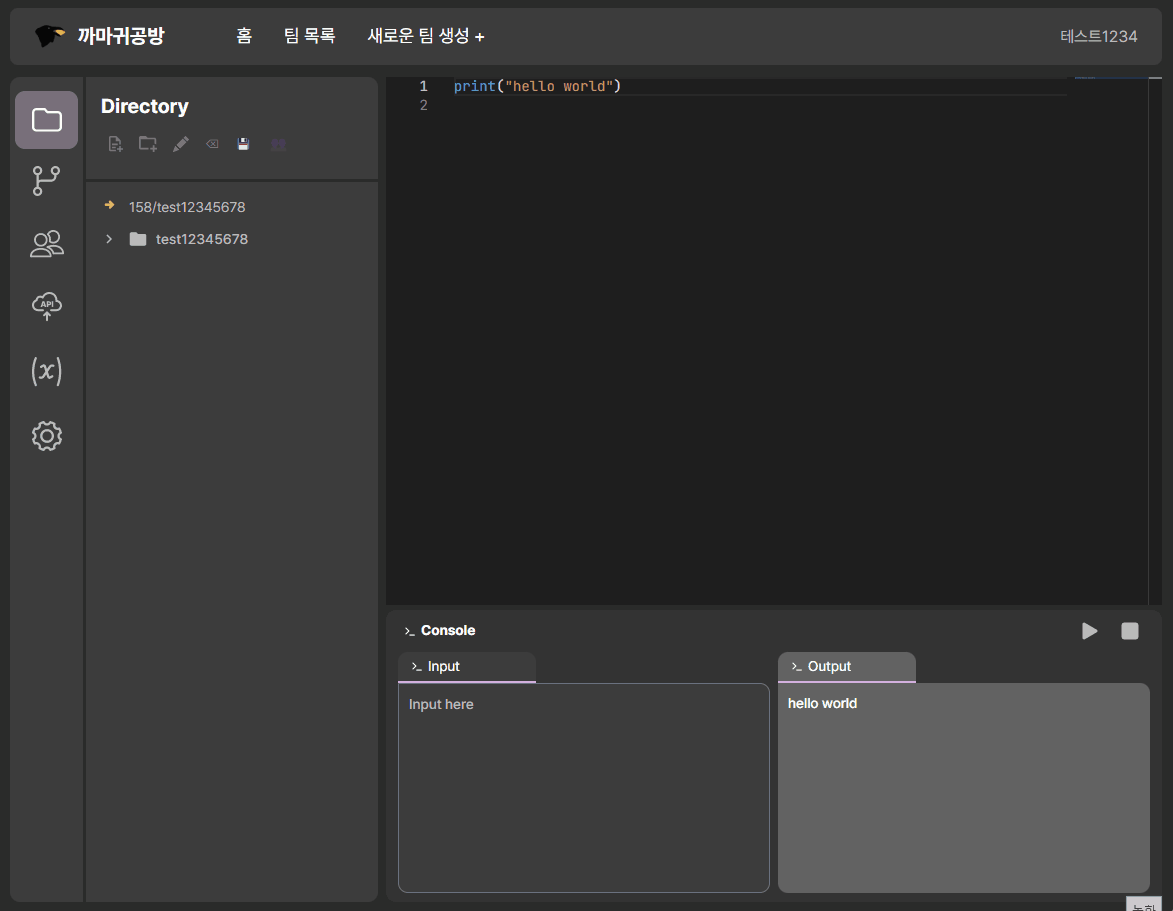 까마귀공방 홈 팀 목록 새로운 팀 생성 + 테스트1234
Directory
158/test12345678
test12345678
API
(x)
1 print("hello world")
2
>_ Console
>_ Input
Input here
>_ Output
hello world